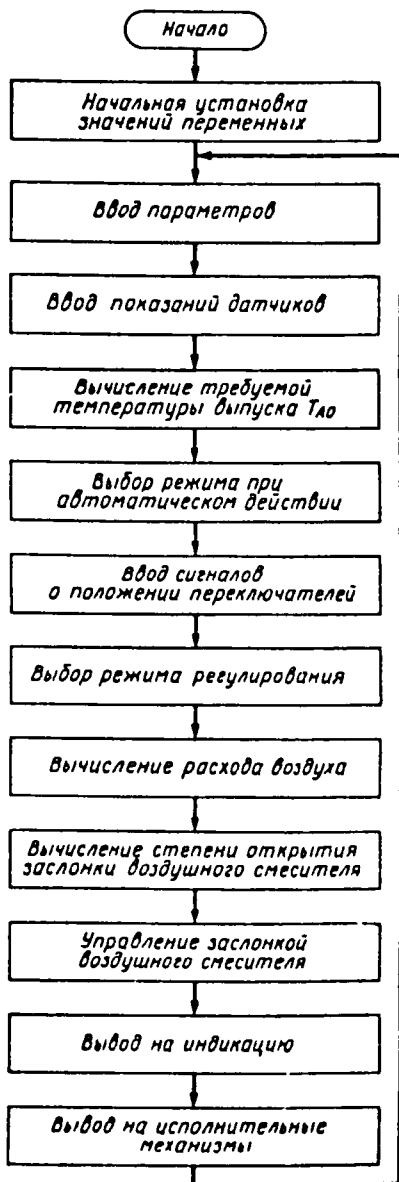 Начало
Начальная установка
значений переменных
Ввод параметров
Ввод показаний датчиков
Вычисление требуемой
температуры выпуска TAO
Выбор режима при
автоматическом действии
Ввод сигналов
о положении переключателей
Выбор режима регулирования
Вычисление расхода воздуха
Вычисление степени открытия
заслонки воздушного смесителя
Управление заслонкой
воздушного смесителя
Вывод на индикацию
Вывод на исполнительные
механизмы